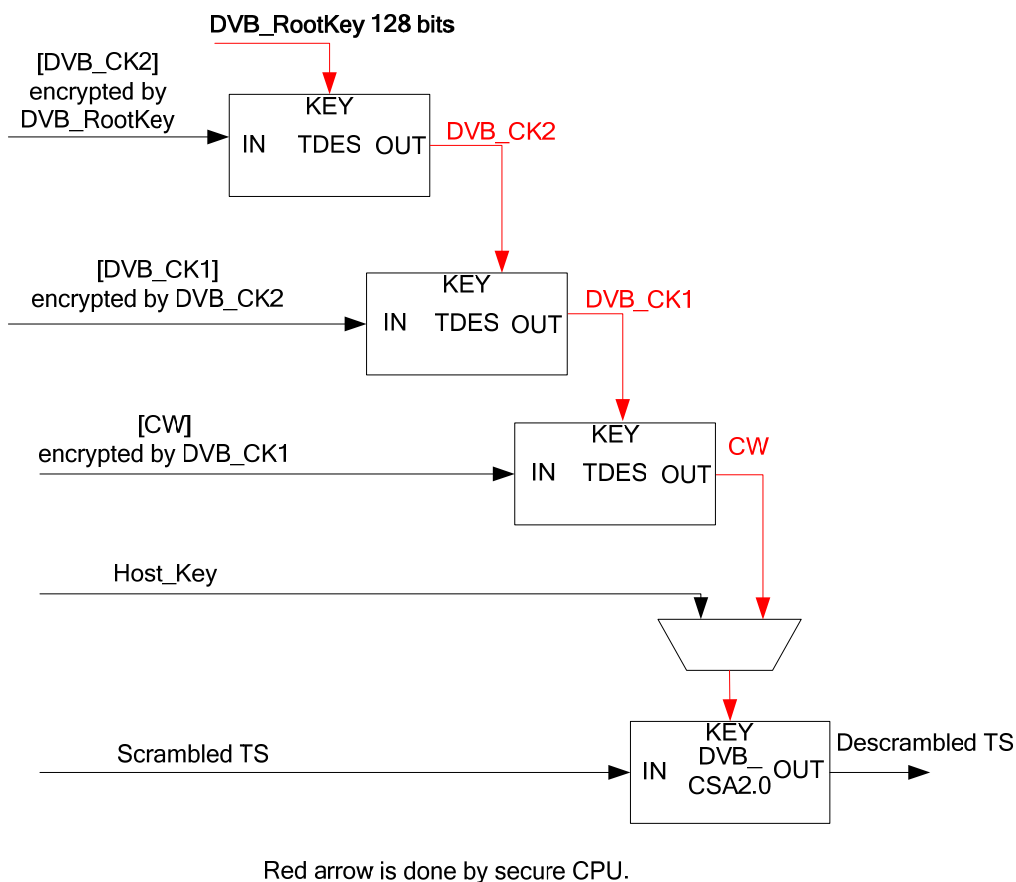 DVB_RootKey 128 bits
[DVB_CK2]
encrypted by
DVB_RootKey
KEY
IN TDES OUT
DVB_CK2
[DVB_CK1]
encrypted by DVB_CK2
KEY
IN TDES OUT
DVB_CK1
[CW]
encrypted by DVB_CK1
KEY
IN TDES OUT
CW
Host_Key
Scrambled TS
KEY
IN DVB_ OUT
CSA2.0
Descrambled TS
Red arrow is done by secure CPU.